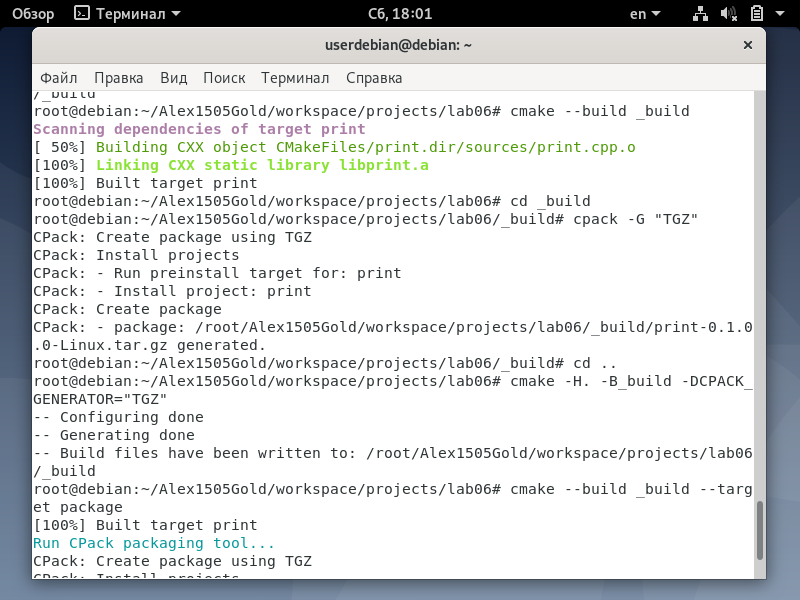 Обзор Терминал Сб, 18:01 en
userdebian@debian: ~ ×
Файл Правка Вид Поиск Терминал Справка
/_build
root@debian:~/Alex1505Gold/workspace/projects/lab06# cmake --build _build
Scanning dependencies of target print
[ 50%] Building CXX object CMakeFiles/print.dir/sources/print.cpp.o
[100%] Linking CXX static library libprint.a
[100%] Built target print
root@debian:~/Alex1505Gold/workspace/projects/lab06# cd _build
root@debian:~/Alex1505Gold/workspace/projects/lab06/_build# cpack -G "TGZ"
CPack: Create package using TGZ
CPack: Install projects
CPack: - Run preinstall target for: print
CPack: - Install project: print
CPack: Create package
CPack: - package: /root/Alex1505Gold/workspace/projects/lab06/_build/print-0.1.0
.0-Linux.tar.gz generated.
root@debian:~/Alex1505Gold/workspace/projects/lab06/_build# cd ..
root@debian:~/Alex1505Gold/workspace/projects/lab06# cmake -H. -B_build -DCPACK_
GENERATOR="TGZ"
-- Configuring done
-- Generating done
-- Build files have been written to: /root/Alex1505Gold/workspace/projects/lab06
/_build
root@debian:~/Alex1505Gold/workspace/projects/lab06# cmake --build _build --targ
et package
[100%] Built target print
Run CPack packaging tool...
CPack: Create package using TGZ
CPack: Install projects